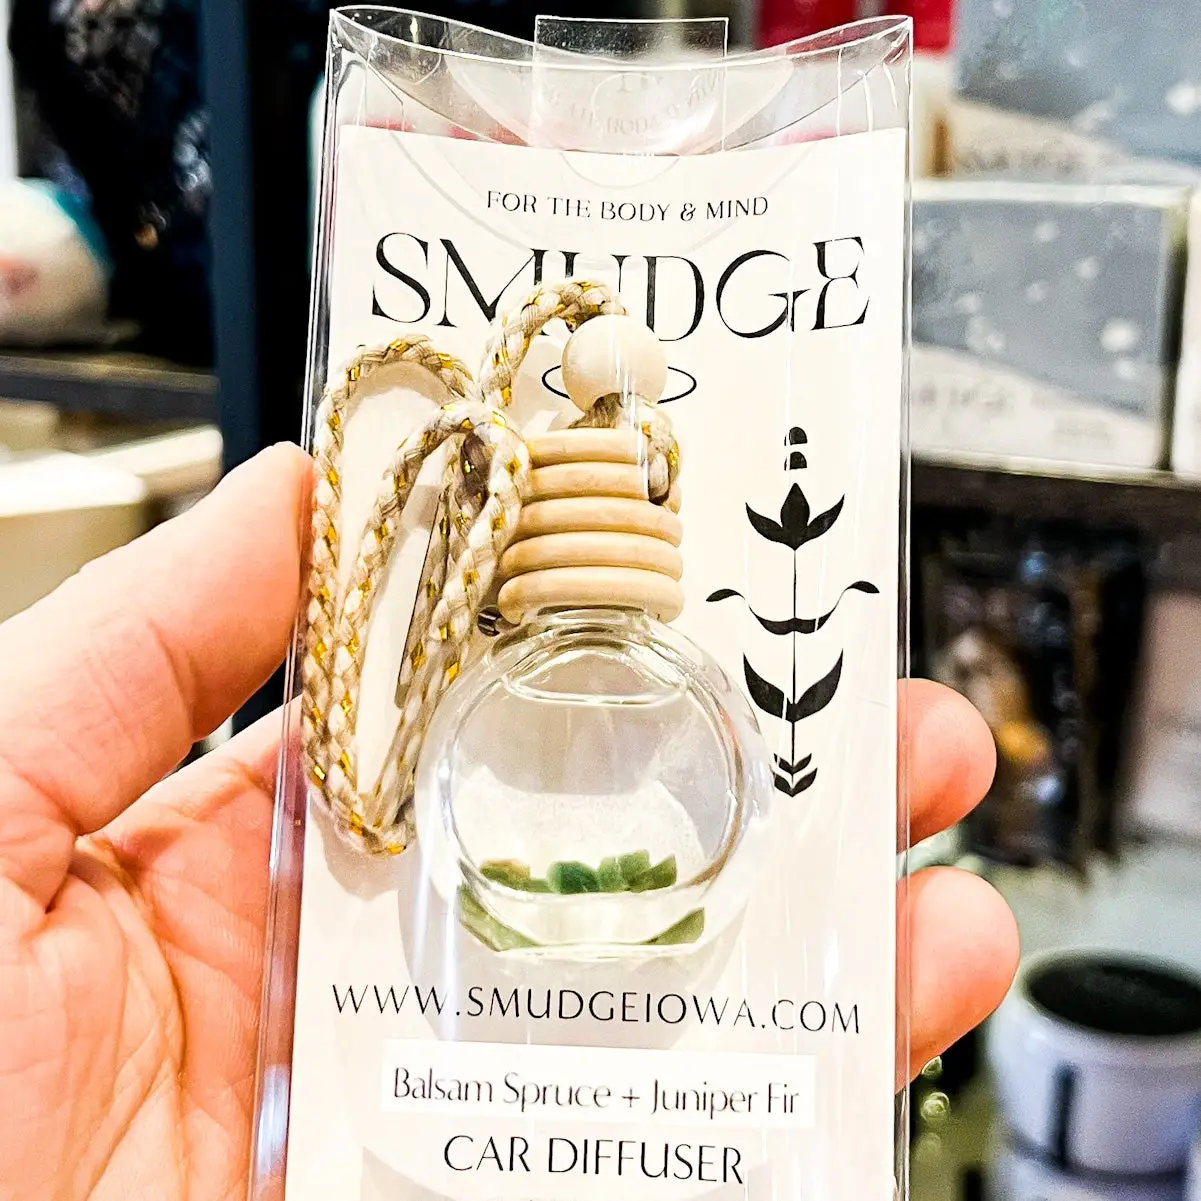 FOR THE BODY & MIND
SMUDGE
WWW.SMUDGEIOWA.COM
Balsam Spruce + Juniper Fir
CAR DIFFUSER